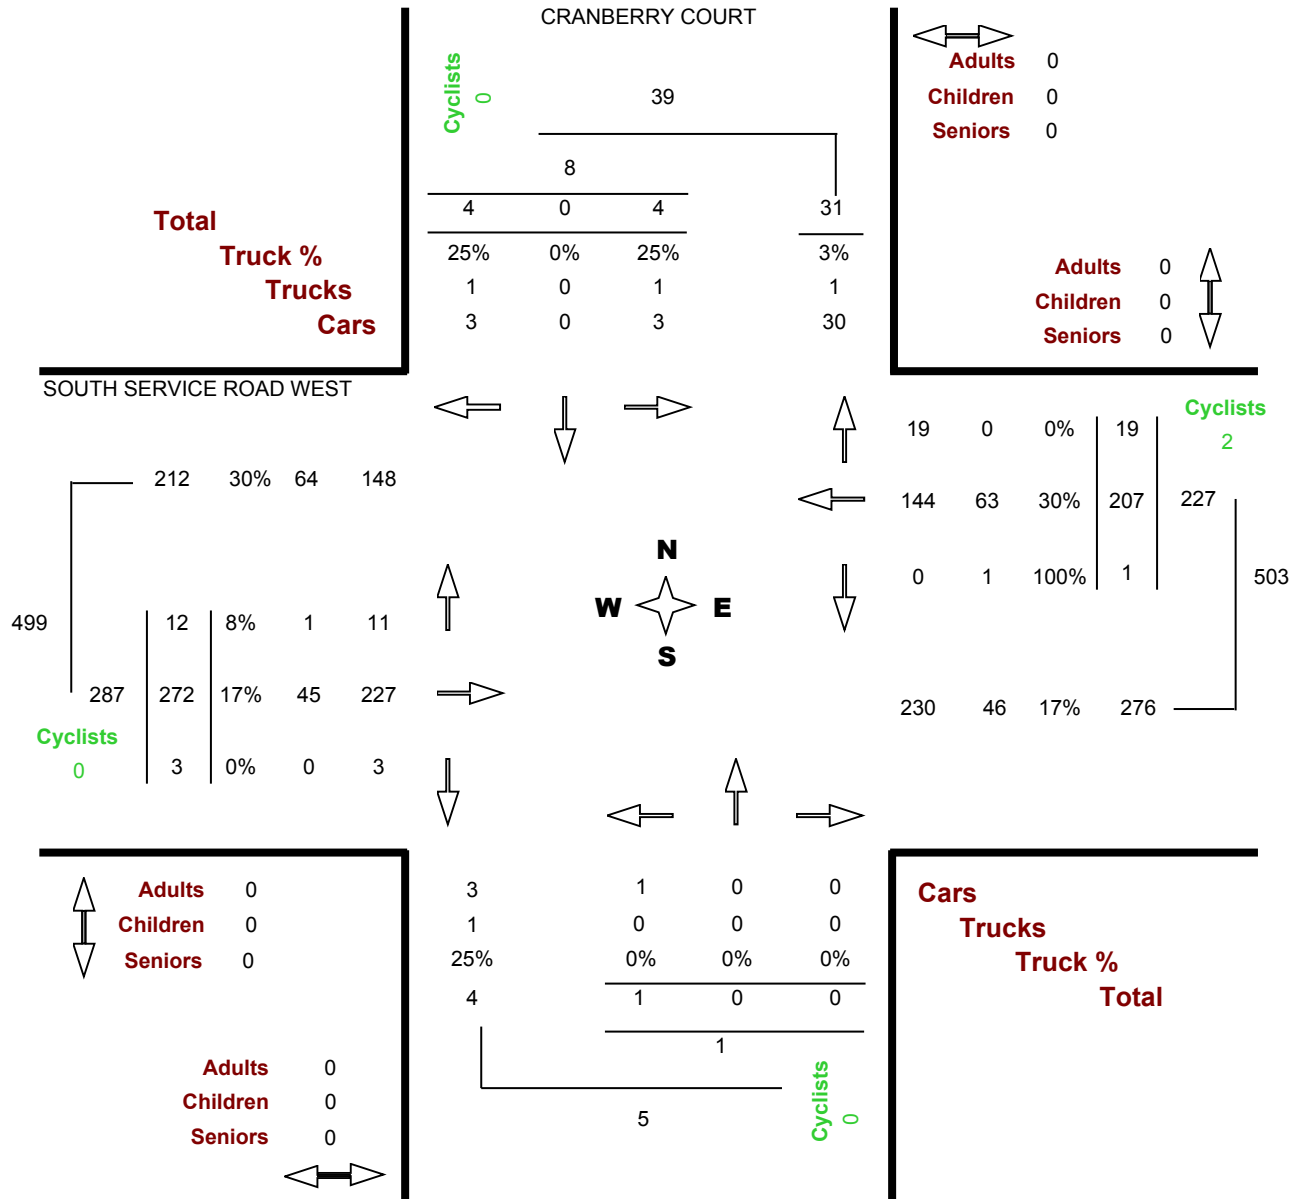 CRANBERRY COURT
Adults 0
Children 0
Seniors 0
Cyclists
0
39
8
4 0 4 31
25% 0% 25% 3%
1 0 1 1
3 0 3 30
Total
Truck %
Trucks
Cars
Adults 0
Children 0
Seniors 0
SOUTH SERVICE ROAD WEST
212 30% 64 148
499
12 8% 1 11
287 272 17% 45 227
Cyclists
0
3 0% 0 3
N
W E
S
Cyclists
2
19 0 0% 19
144 63 30% 207 227
0 1 100% 1
503
230 46 17% 276
Adults 0
Children 0
Seniors 0
3 1 0 0
1 0 0 0
25% 0% 0% 0%
4 1 0 0
1
5
Cyclists
0
Cars
Trucks
Truck %
Total
Adults 0
Children 0
Seniors 0